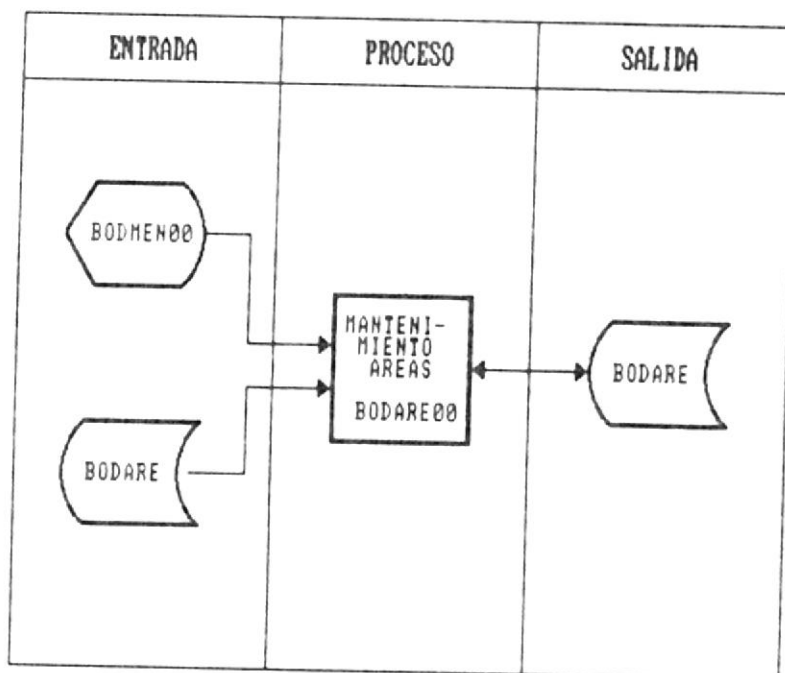 ENTRADA
PROCESO
SALIDA
BODMEN00
BODARE
MANTENI-
MIENTO
AREAS
BODARE00
BODARE